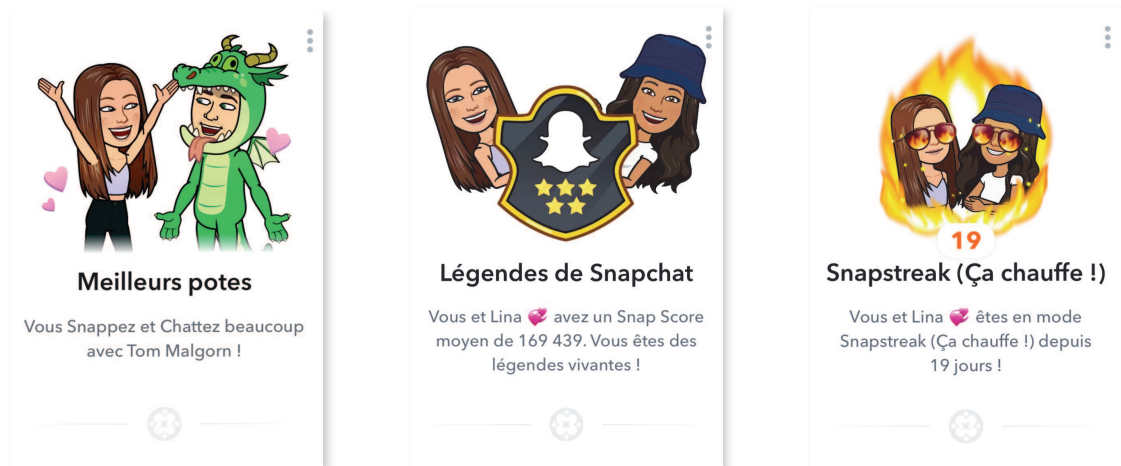 Meilleurs potes
Vous Snappez et Chattez beaucoup
avec Tom Malgorn !
Légendes de Snapchat
Vous et Lina 💞 avez un Snap Score
moyen de 169 439. Vous êtes des
légendes vivantes !
19
Snapstreak (Ça chauffe !)
Vous et Lina 💞 êtes en mode
Snapstreak (Ça chauffe !) depuis
19 jours !